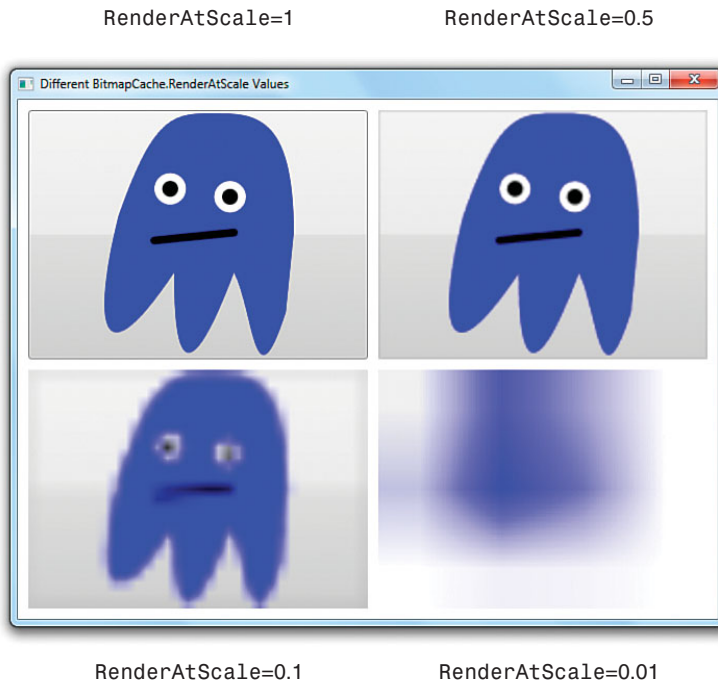 RenderAtScale=1
RenderAtScale=0.5
Different BitmapCache.RenderAtScale Values
RenderAtScale=0.1
RenderAtScale=0.01